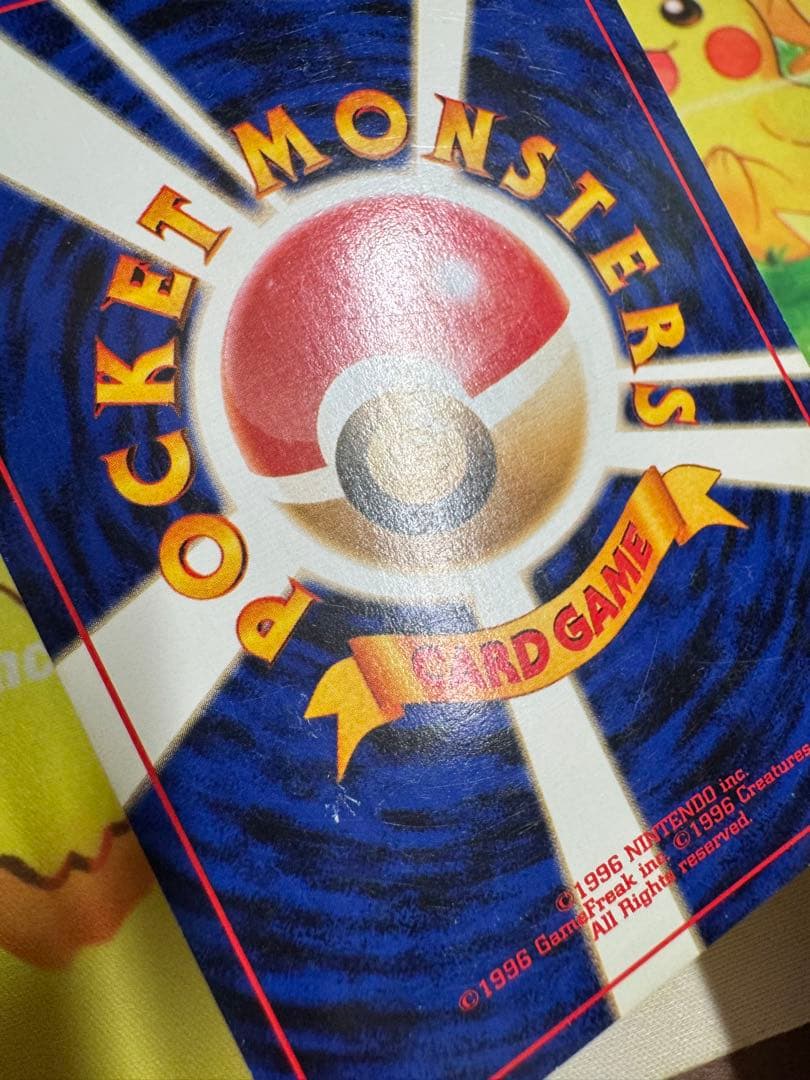 POCKET MONSTERS
CARD GAME
©1996 NINTENDO inc.
©1996 GameFreak inc. ©1996 Creatures
All Rights reserved.